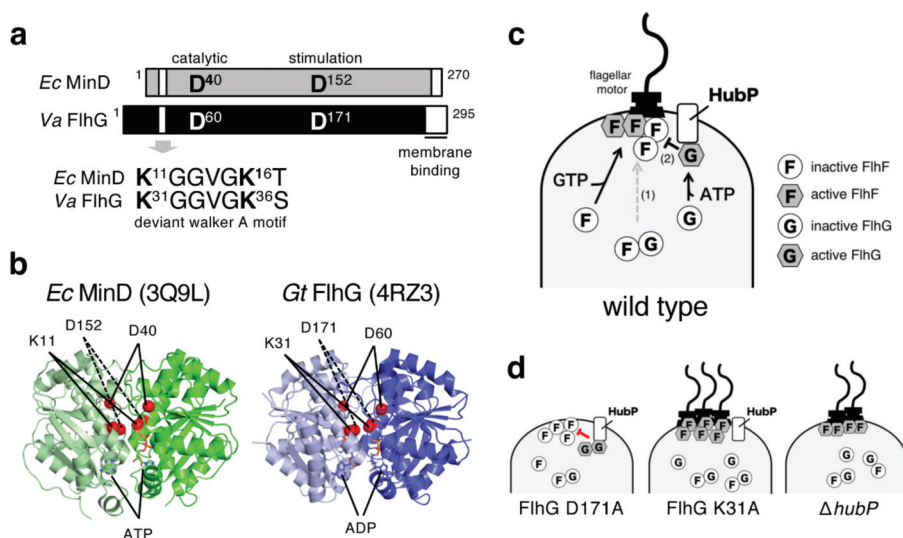 a
catalytic stimulation
Ec MinD 1 D⁴⁰ D¹⁵² 270
Va FlhG 1 D⁶⁰ D¹⁷¹ 295
membrane
binding
Ec MinD K¹¹GGVGK¹⁶T
Va FlhG K³¹GGVGK³⁶S
deviant walker A motif
b
Ec MinD (3Q9L)
D152
K11
D40
ATP
Gt FlhG (4RZ3)
D171
K31
D60
ADP
c
flagellar
motor
HubP
F F F
F
(2)
G
GTP
(1)
ATP
F
G
F G
wild type
F inactive FlhF
F active FlhF
G inactive FlhG
G active FlhG
d
HubP
F F F
F
G G
F
F G
FlhG D171A
HubP
F F F F
F F F
G G
F G
F G
FlhG K31A
F F F F
G
G F
F G
ΔhubP